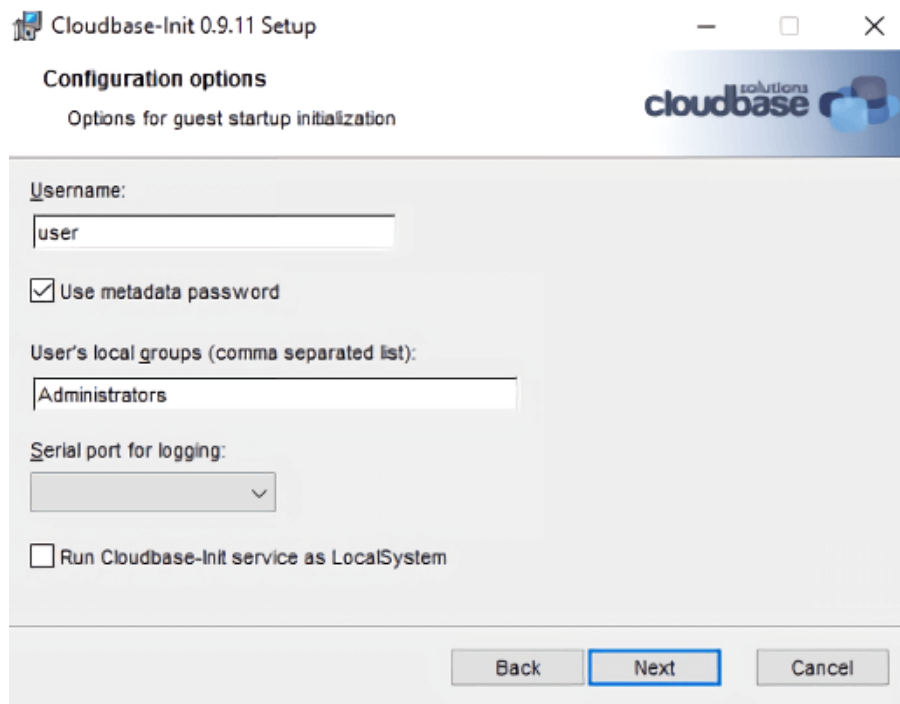 Cloudbase-Init 0.9.11 Setup
Configuration options
Options for guest startup initialization
solutions
cloudbase
Username:
user
Use metadata password
User's local groups (comma separated list):
Administrators
Serial port for logging:
Run Cloudbase-Init service as LocalSystem
Back Next Cancel